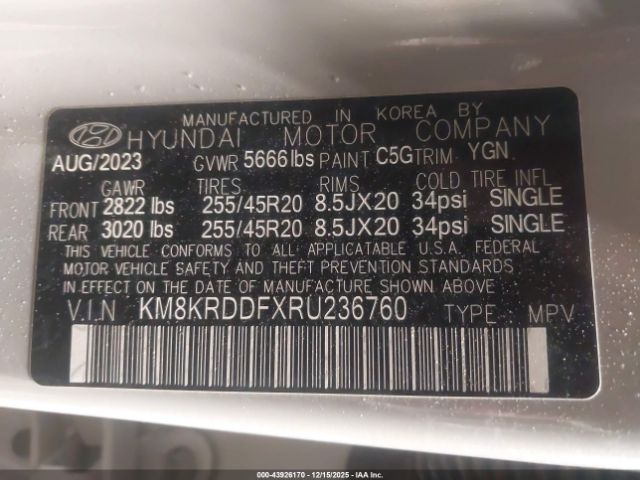 MANUFACTURED IN KOREA BY
HYUNDAI MOTOR COMPANY
AUG/2023 GVWR 5666 lbs PAINT C5G TRIM YGN
GAWR TIRES RIMS COLD TIRE INFL
FRONT 2822 lbs 255/45R20 8.5JX20 34psi SINGLE
REAR 3020 lbs 255/45R20 8.5JX20 34psi SINGLE
THIS VEHICLE CONFORMS TO ALL APPLICABLE U.S.A. FEDERAL
MOTOR VEHICLE SAFETY AND THEFT PREVENTION
STANDARDS IN EFFECT ON THE DATE OF MANUFACTURE SHOWN ABOVE
V.I.N KM8KRDDFXRU236760 TYPE MPV
000-43926170 - 12/15/2025 - IAA Inc.